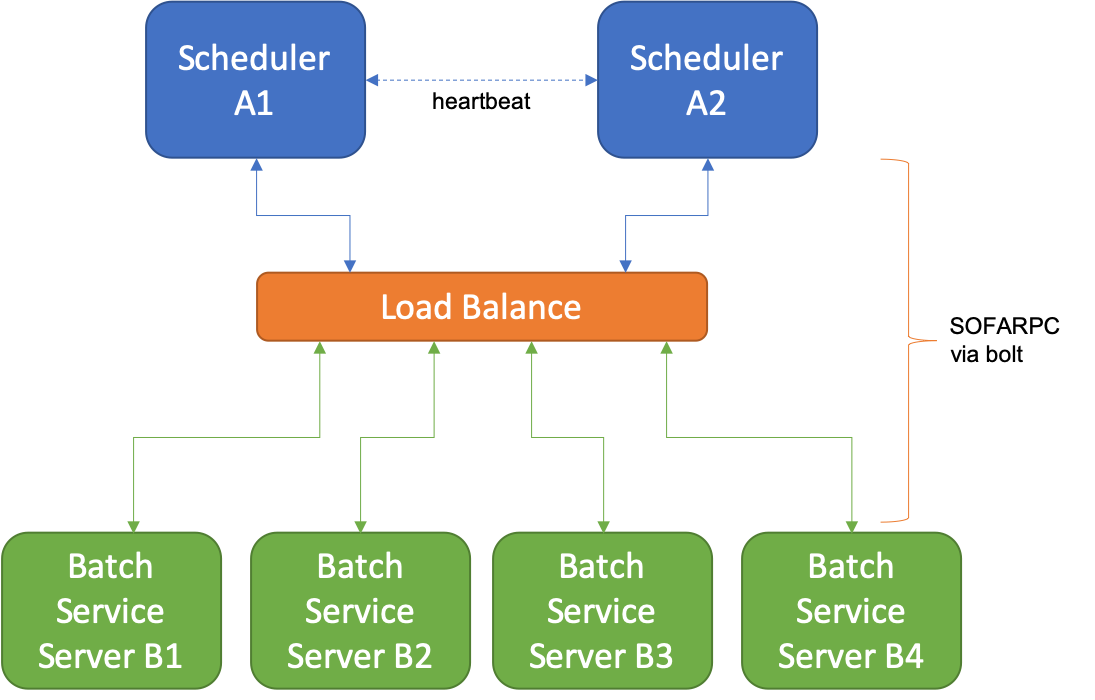 Scheduler
A1
Scheduler
A2
heartbeat
Load Balance
SOFARPC
via bolt
Batch
Service
Server B1
Batch
Service
Server B2
Batch
Service
Server B3
Batch
Service
Server B4